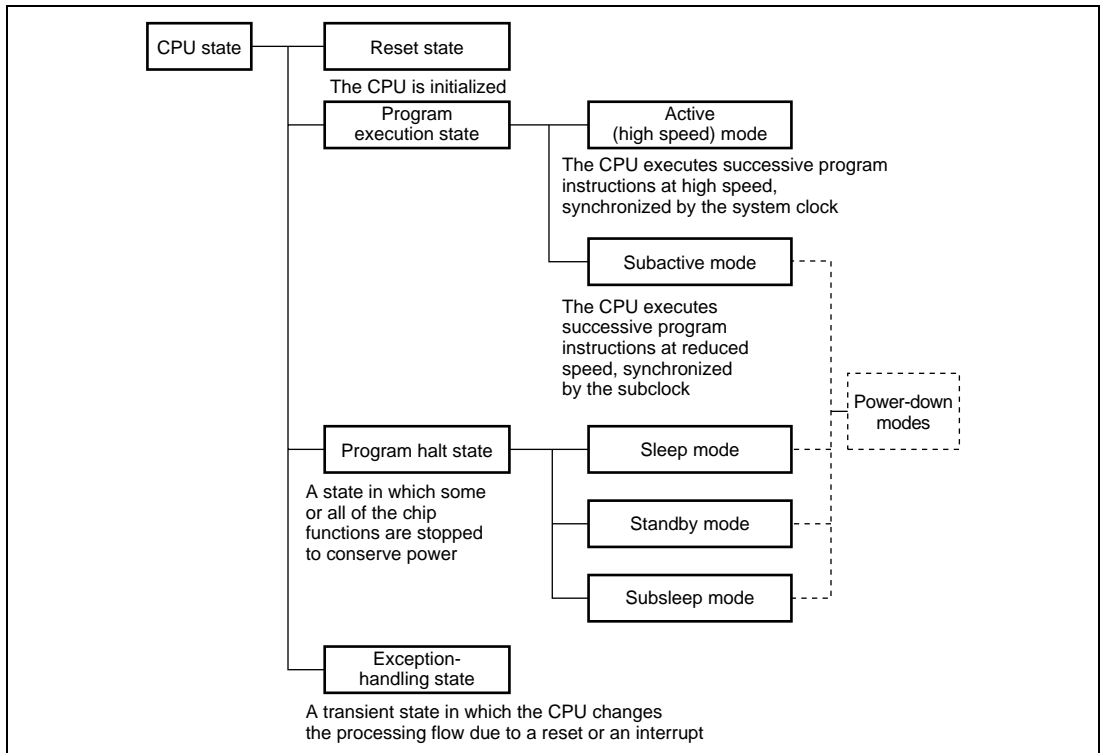 CPU state
Reset state
The CPU is initialized
Program
execution state
Active
(high speed) mode
The CPU executes successive program
instructions at high speed,
synchronized by the system clock
Subactive mode
The CPU executes
successive program
instructions at reduced
speed, synchronized
by the subclock
Power-down
modes
Program halt state
A state in which some
or all of the chip
functions are stopped
to conserve power
Sleep mode
Standby mode
Subsleep mode
Exception-
handling state
A transient state in which the CPU changes
the processing flow due to a reset or an interrupt